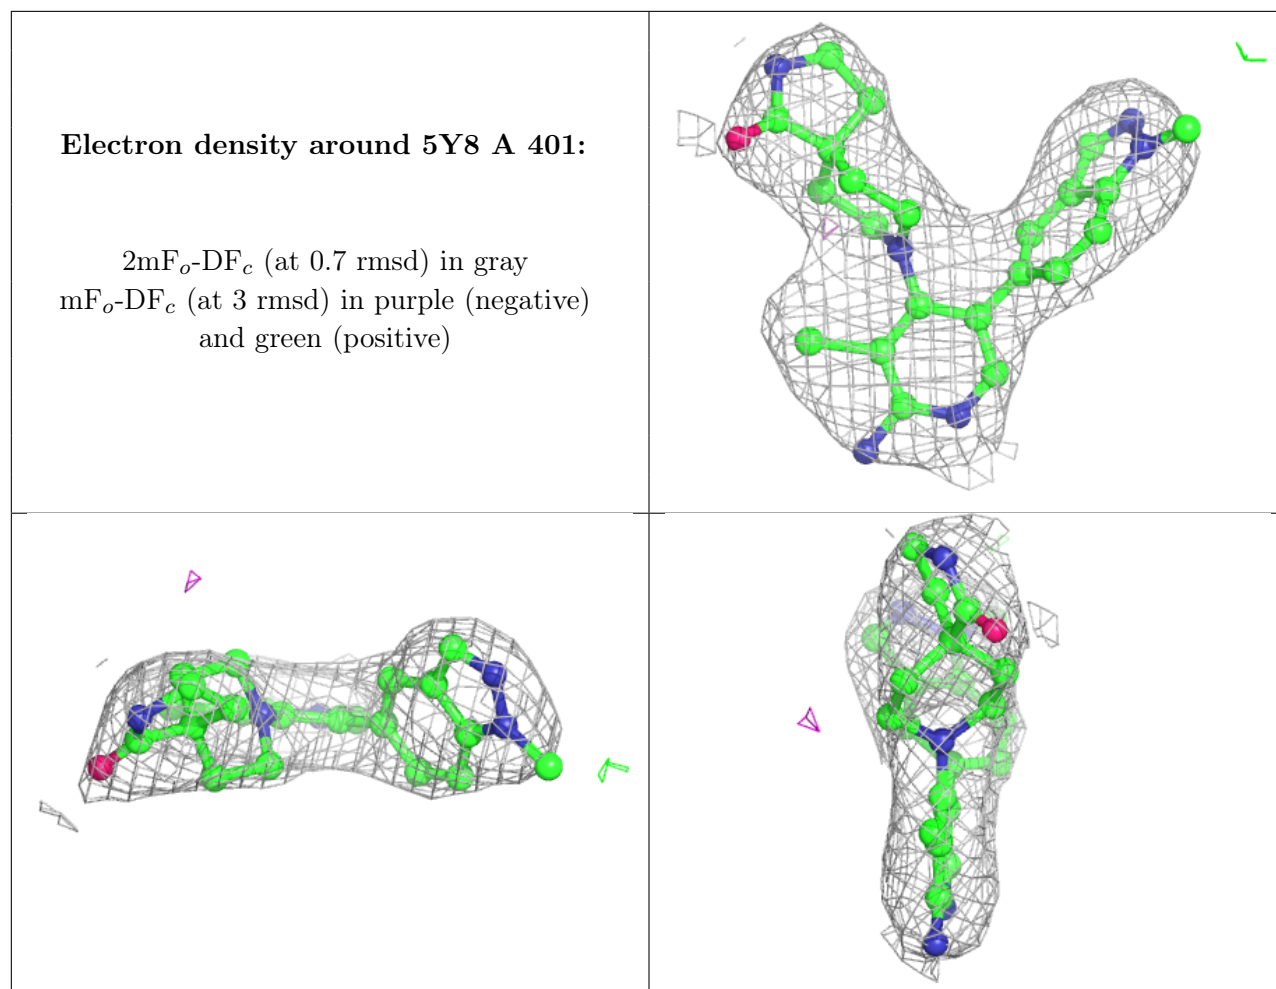 Electron density around 5Y8 A 401:
2mFo-DFc (at 0.7 rmsd) in gray
mFo-DFc (at 3 rmsd) in purple (negative)
and green (positive)